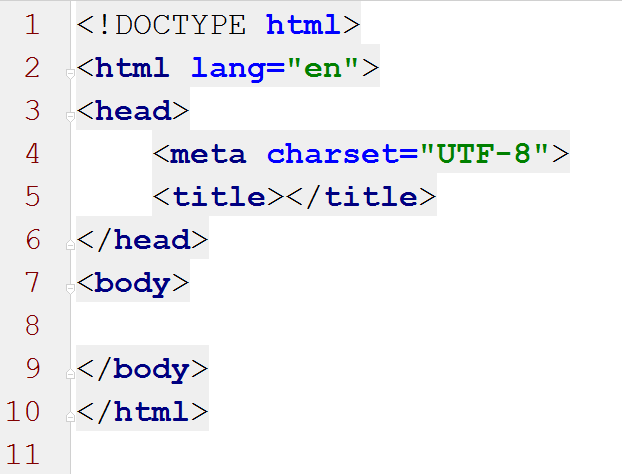 1 <!DOCTYPE html>
2 <html lang="en">
3 <head>
4     <meta charset="UTF-8">
5     <title></title>
6 </head>
7 <body>
8
9 </body>
10 </html>
11